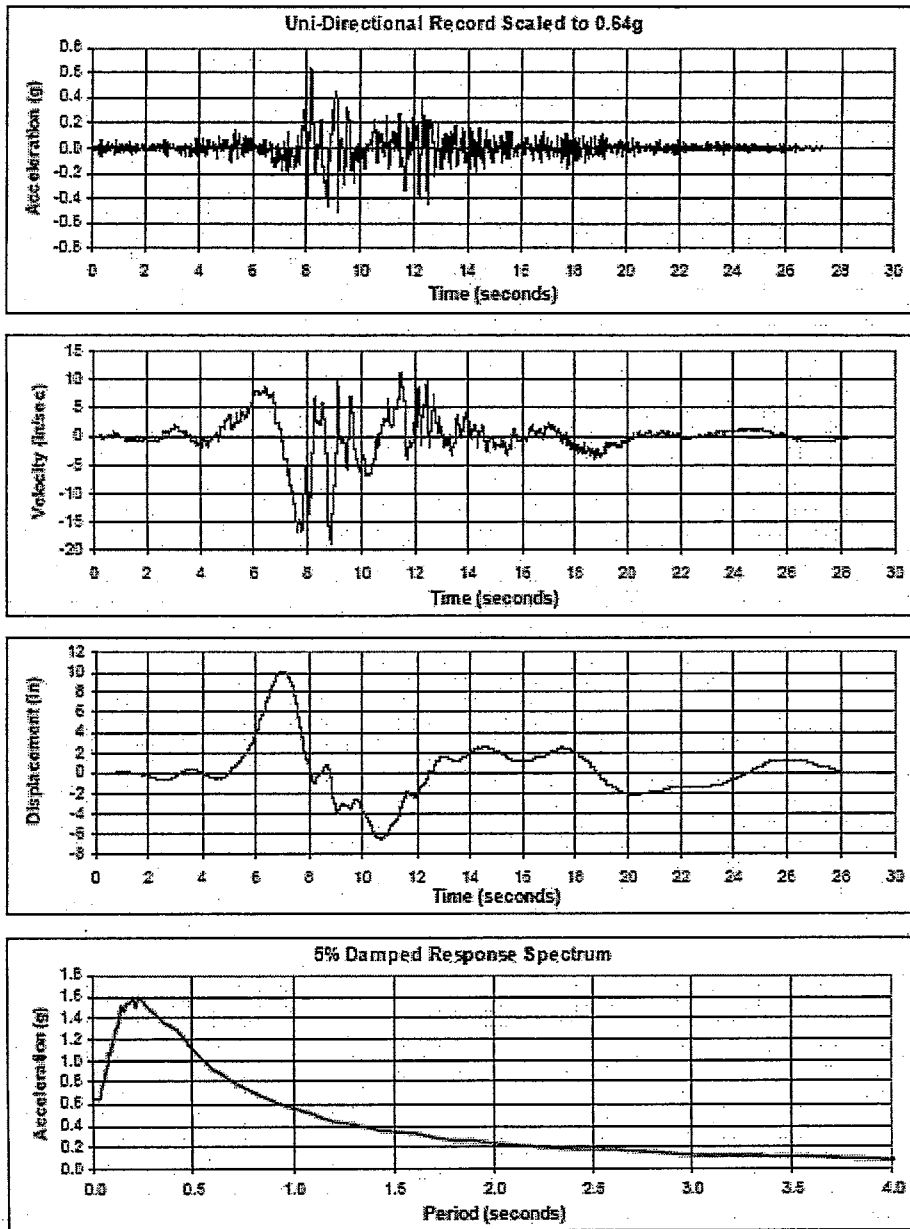 Uni-Directional Record Scaled to 0.64g
Acceleration (g)
0.8
0.6
0.4
0.2
0.0
-0.2
-0.4
-0.6
-0.8
0 2 4 6 8 10 12 14 16 18 20 22 24 26 28 30
Time (seconds)
Velocity (in/sec)
15
10
5
0
-5
-10
-15
-20
0 2 4 6 8 10 12 14 16 18 20 22 24 26 28 30
Time (seconds)
Displacement (in)
12
10
8
6
4
2
0
-2
-4
-6
-8
0 2 4 6 8 10 12 14 16 18 20 22 24 26 28 30
Time (seconds)
5% Damped Response Spectrum
Acceleration (g)
1.8
1.6
1.4
1.2
1.0
0.8
0.6
0.4
0.2
0.0
0.0 0.5 1.0 1.5 2.0 2.5 3.0 3.5 4.0
Period (seconds)